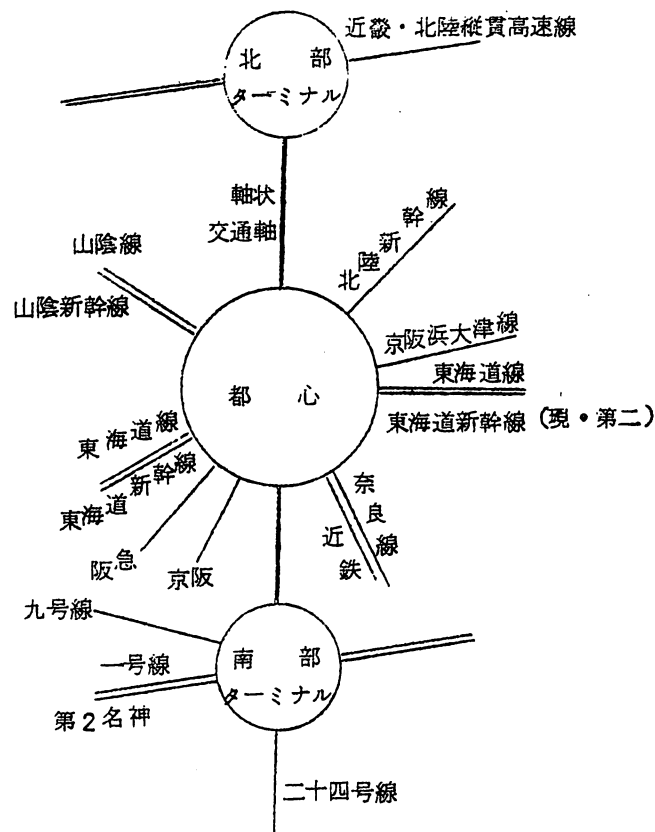 近畿・北陸縦貫高速線
北部
ターミナル
軸状
交通軸
北陸新幹線
山陰線
山陰新幹線
京阪浜大津線
都心
東海道線
東海道新幹線(現・第二)
東海道線
東海道新幹線
阪急
京阪
近鉄
奈良線
九号線
一号線
第2名神
南部
ターミナル
二十四号線